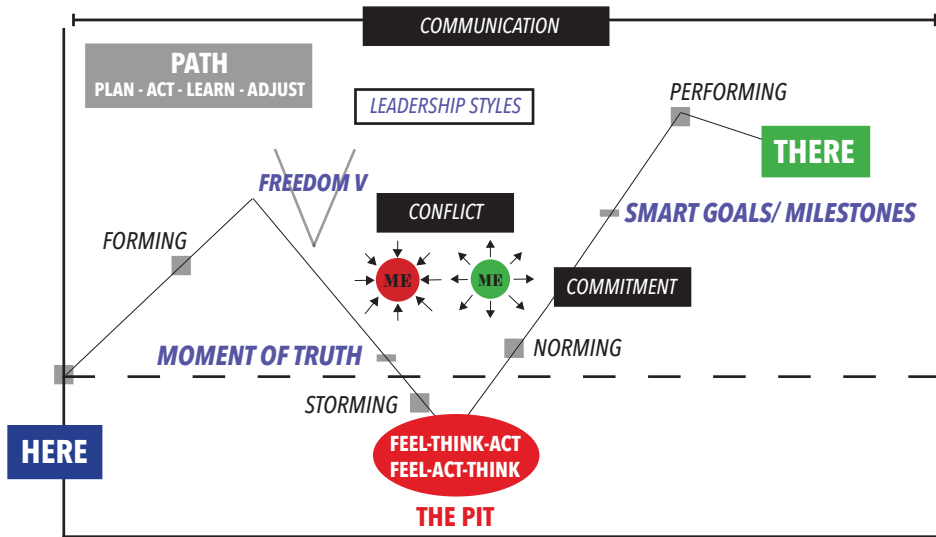 COMMUNICATION
PATH
PLAN - ACT - LEARN - ADJUST
LEADERSHIP STYLES
PERFORMING
THERE
FREEDOM V
CONFLICT
SMART GOALS/ MILESTONES
FORMING
ME
ME
COMMITMENT
MOMENT OF TRUTH
NORMING
STORMING
HERE
FEEL-THINK-ACT
FEEL-ACT-THINK
THE PIT